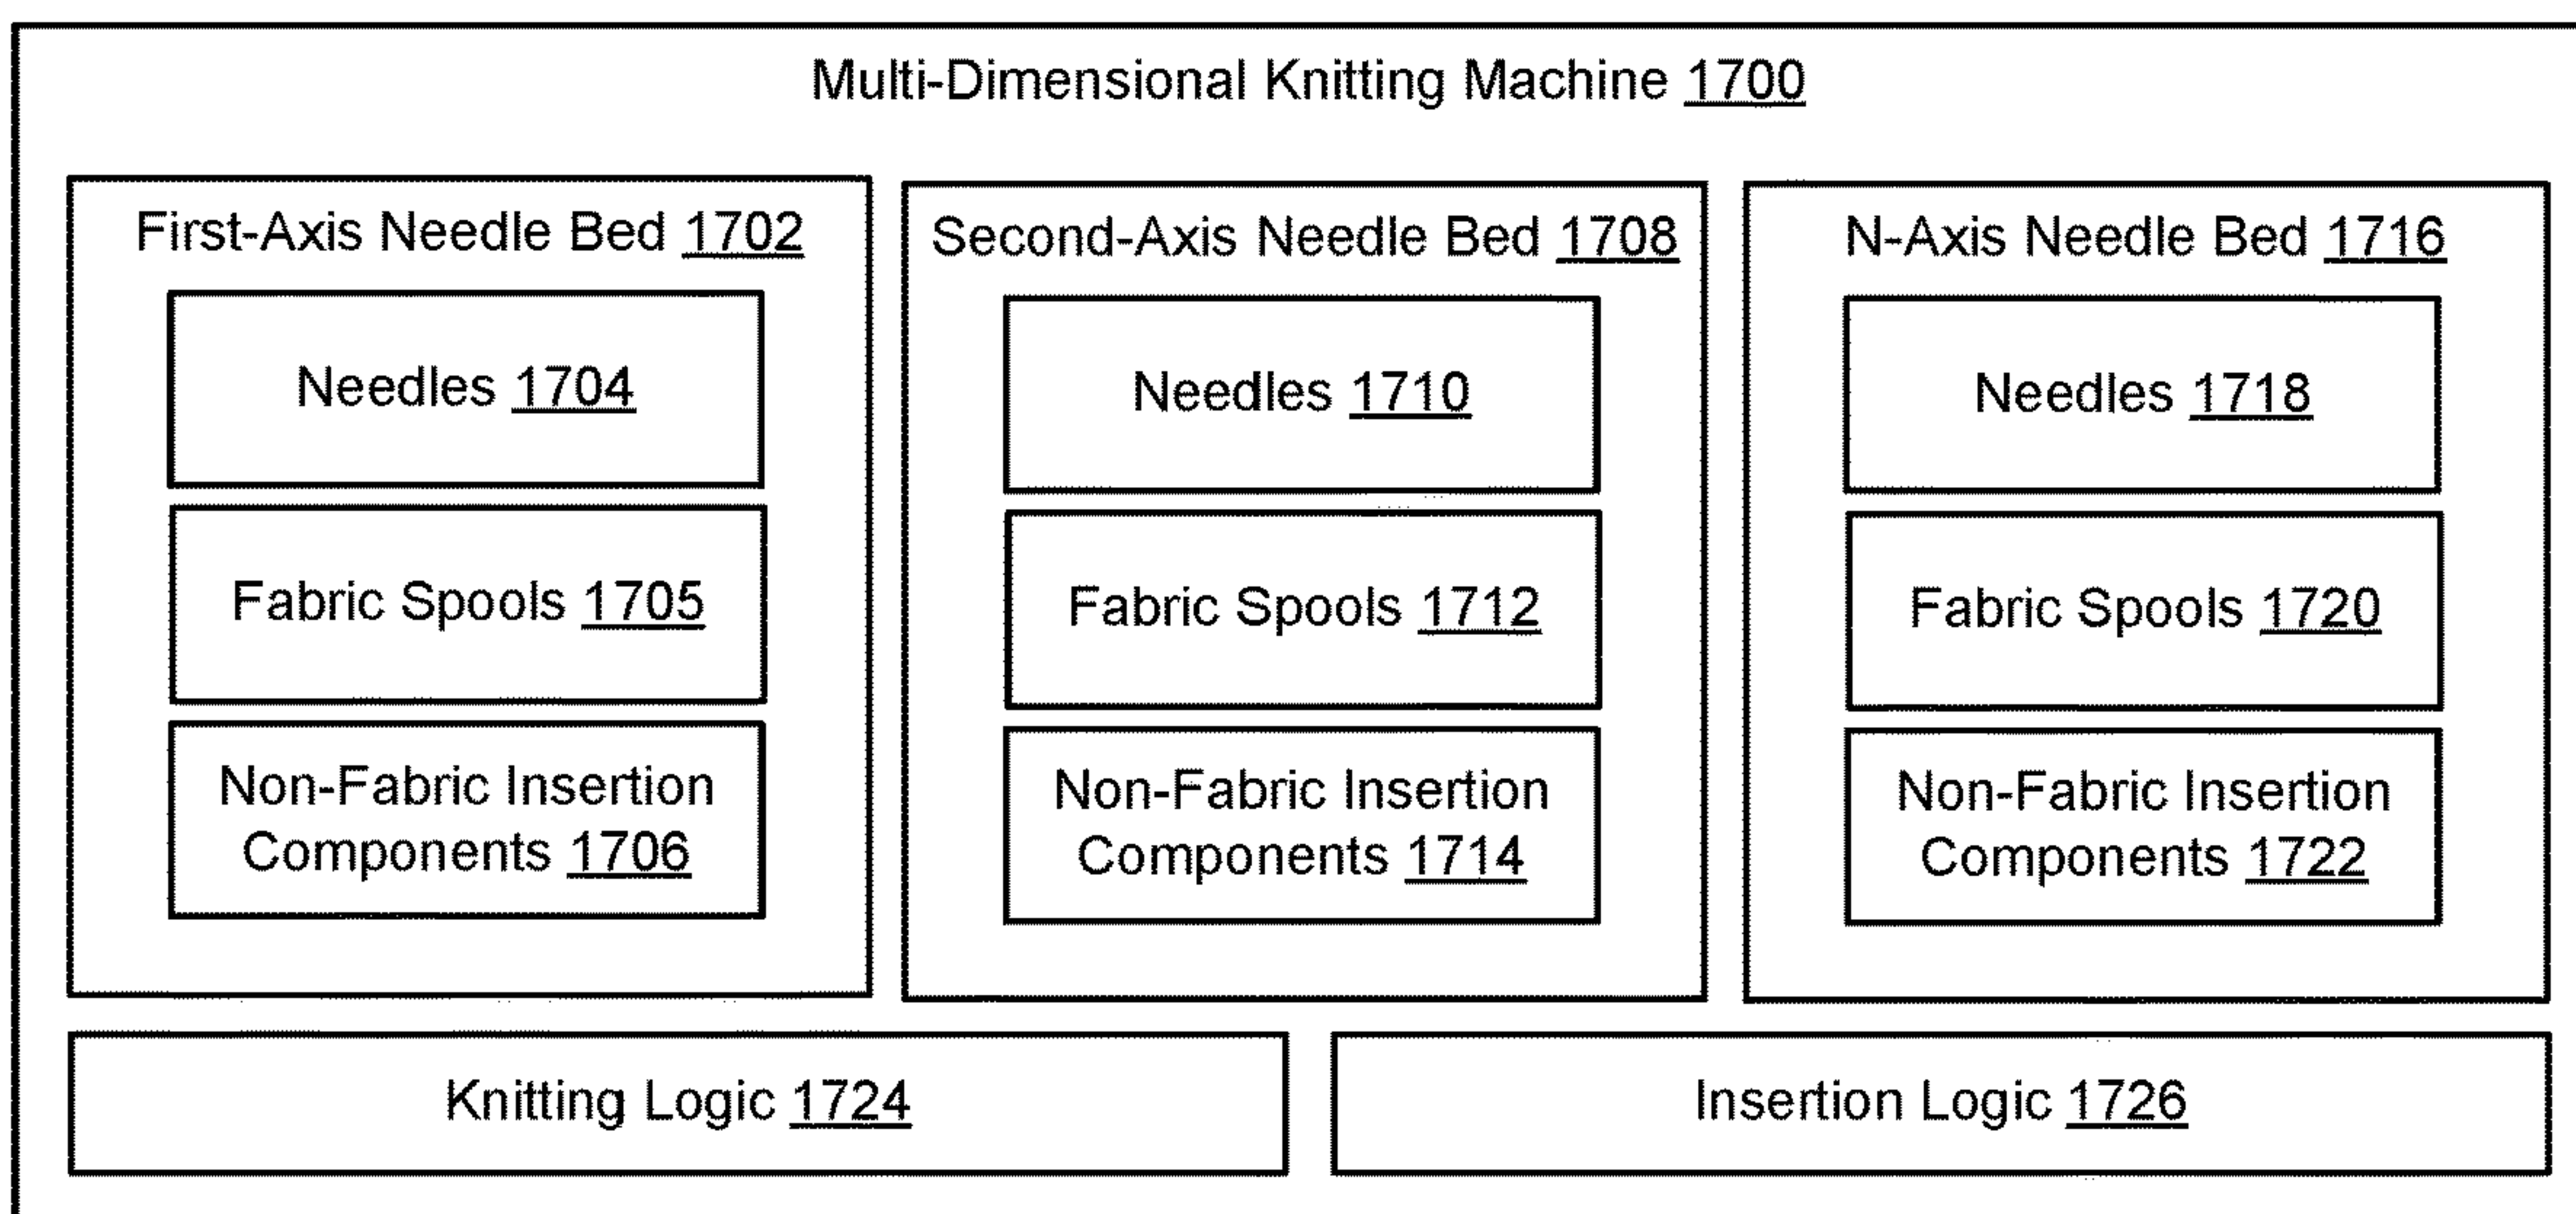 Multi-Dimensional Knitting Machine 1700
First-Axis Needle Bed 1702
Needles 1704
Fabric Spools 1705
Non-Fabric Insertion
Components 1706
Second-Axis Needle Bed 1708
Needles 1710
Fabric Spools 1712
Non-Fabric Insertion
Components 1714
N-Axis Needle Bed 1716
Needles 1718
Fabric Spools 1720
Non-Fabric Insertion
Components 1722
Knitting Logic 1724
Insertion Logic 1726